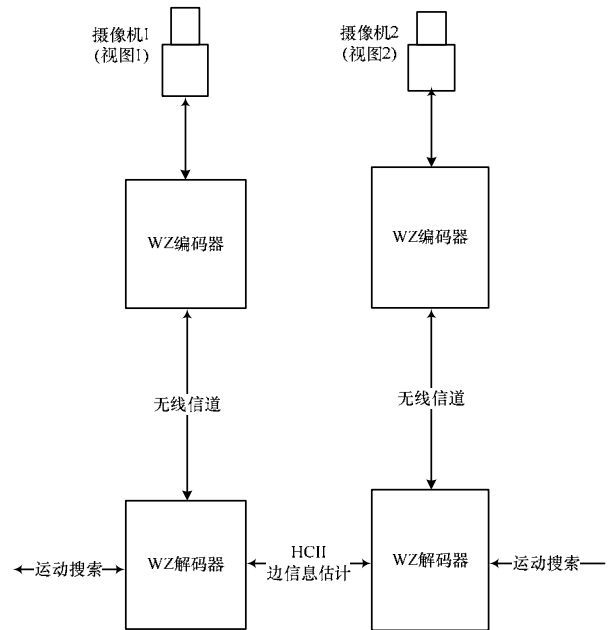 摄像机1
(视图1)
摄像机2
(视图2)
WZ编码器
WZ编码器
无线信道
无线信道
运动搜索
WZ解码器
HCII
边信息估计
WZ解码器
运动搜索